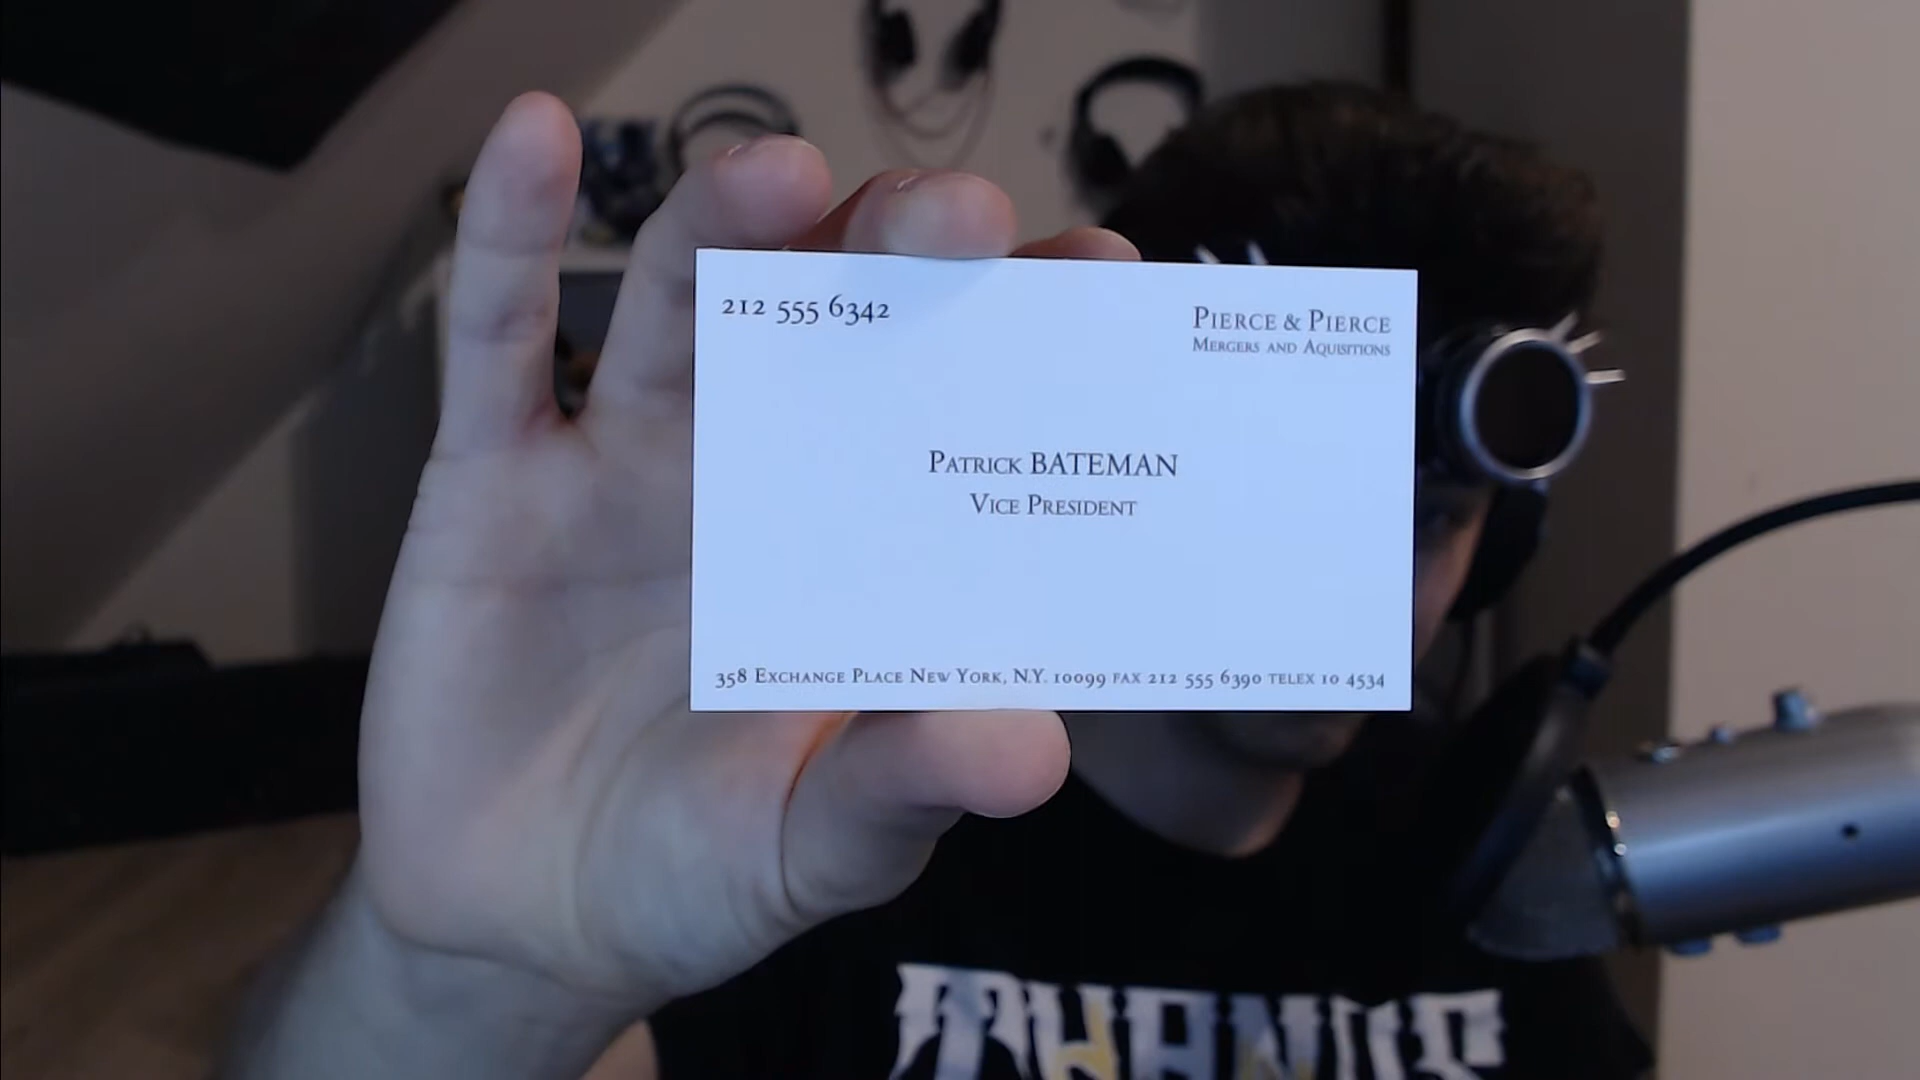 212 555 6342
Pierce & Pierce
Mergers and Aquisitions
Patrick BATEMAN
Vice President
358 Exchange Place New York, N.Y. 10099 fax 212 555 6390 telex 10 4534